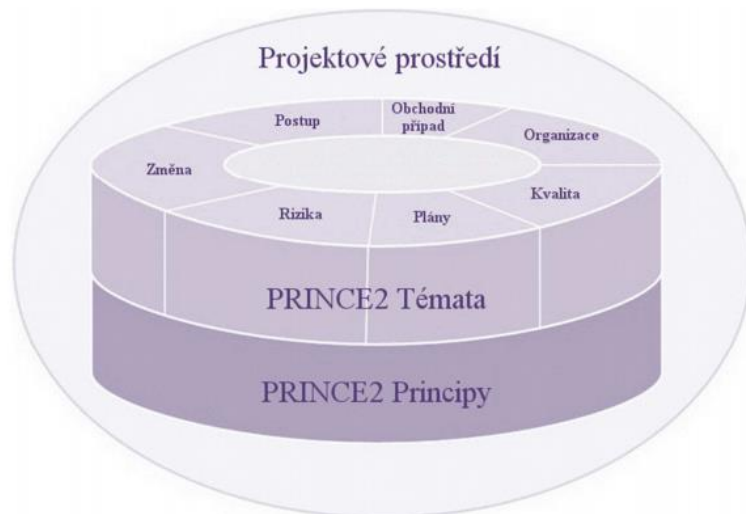 Projektové prostředí
Postup
Obchodní
případ
Organizace
Změna
Kvalita
Rizika
Plány
PRINCE2 Témata
PRINCE2 Principy